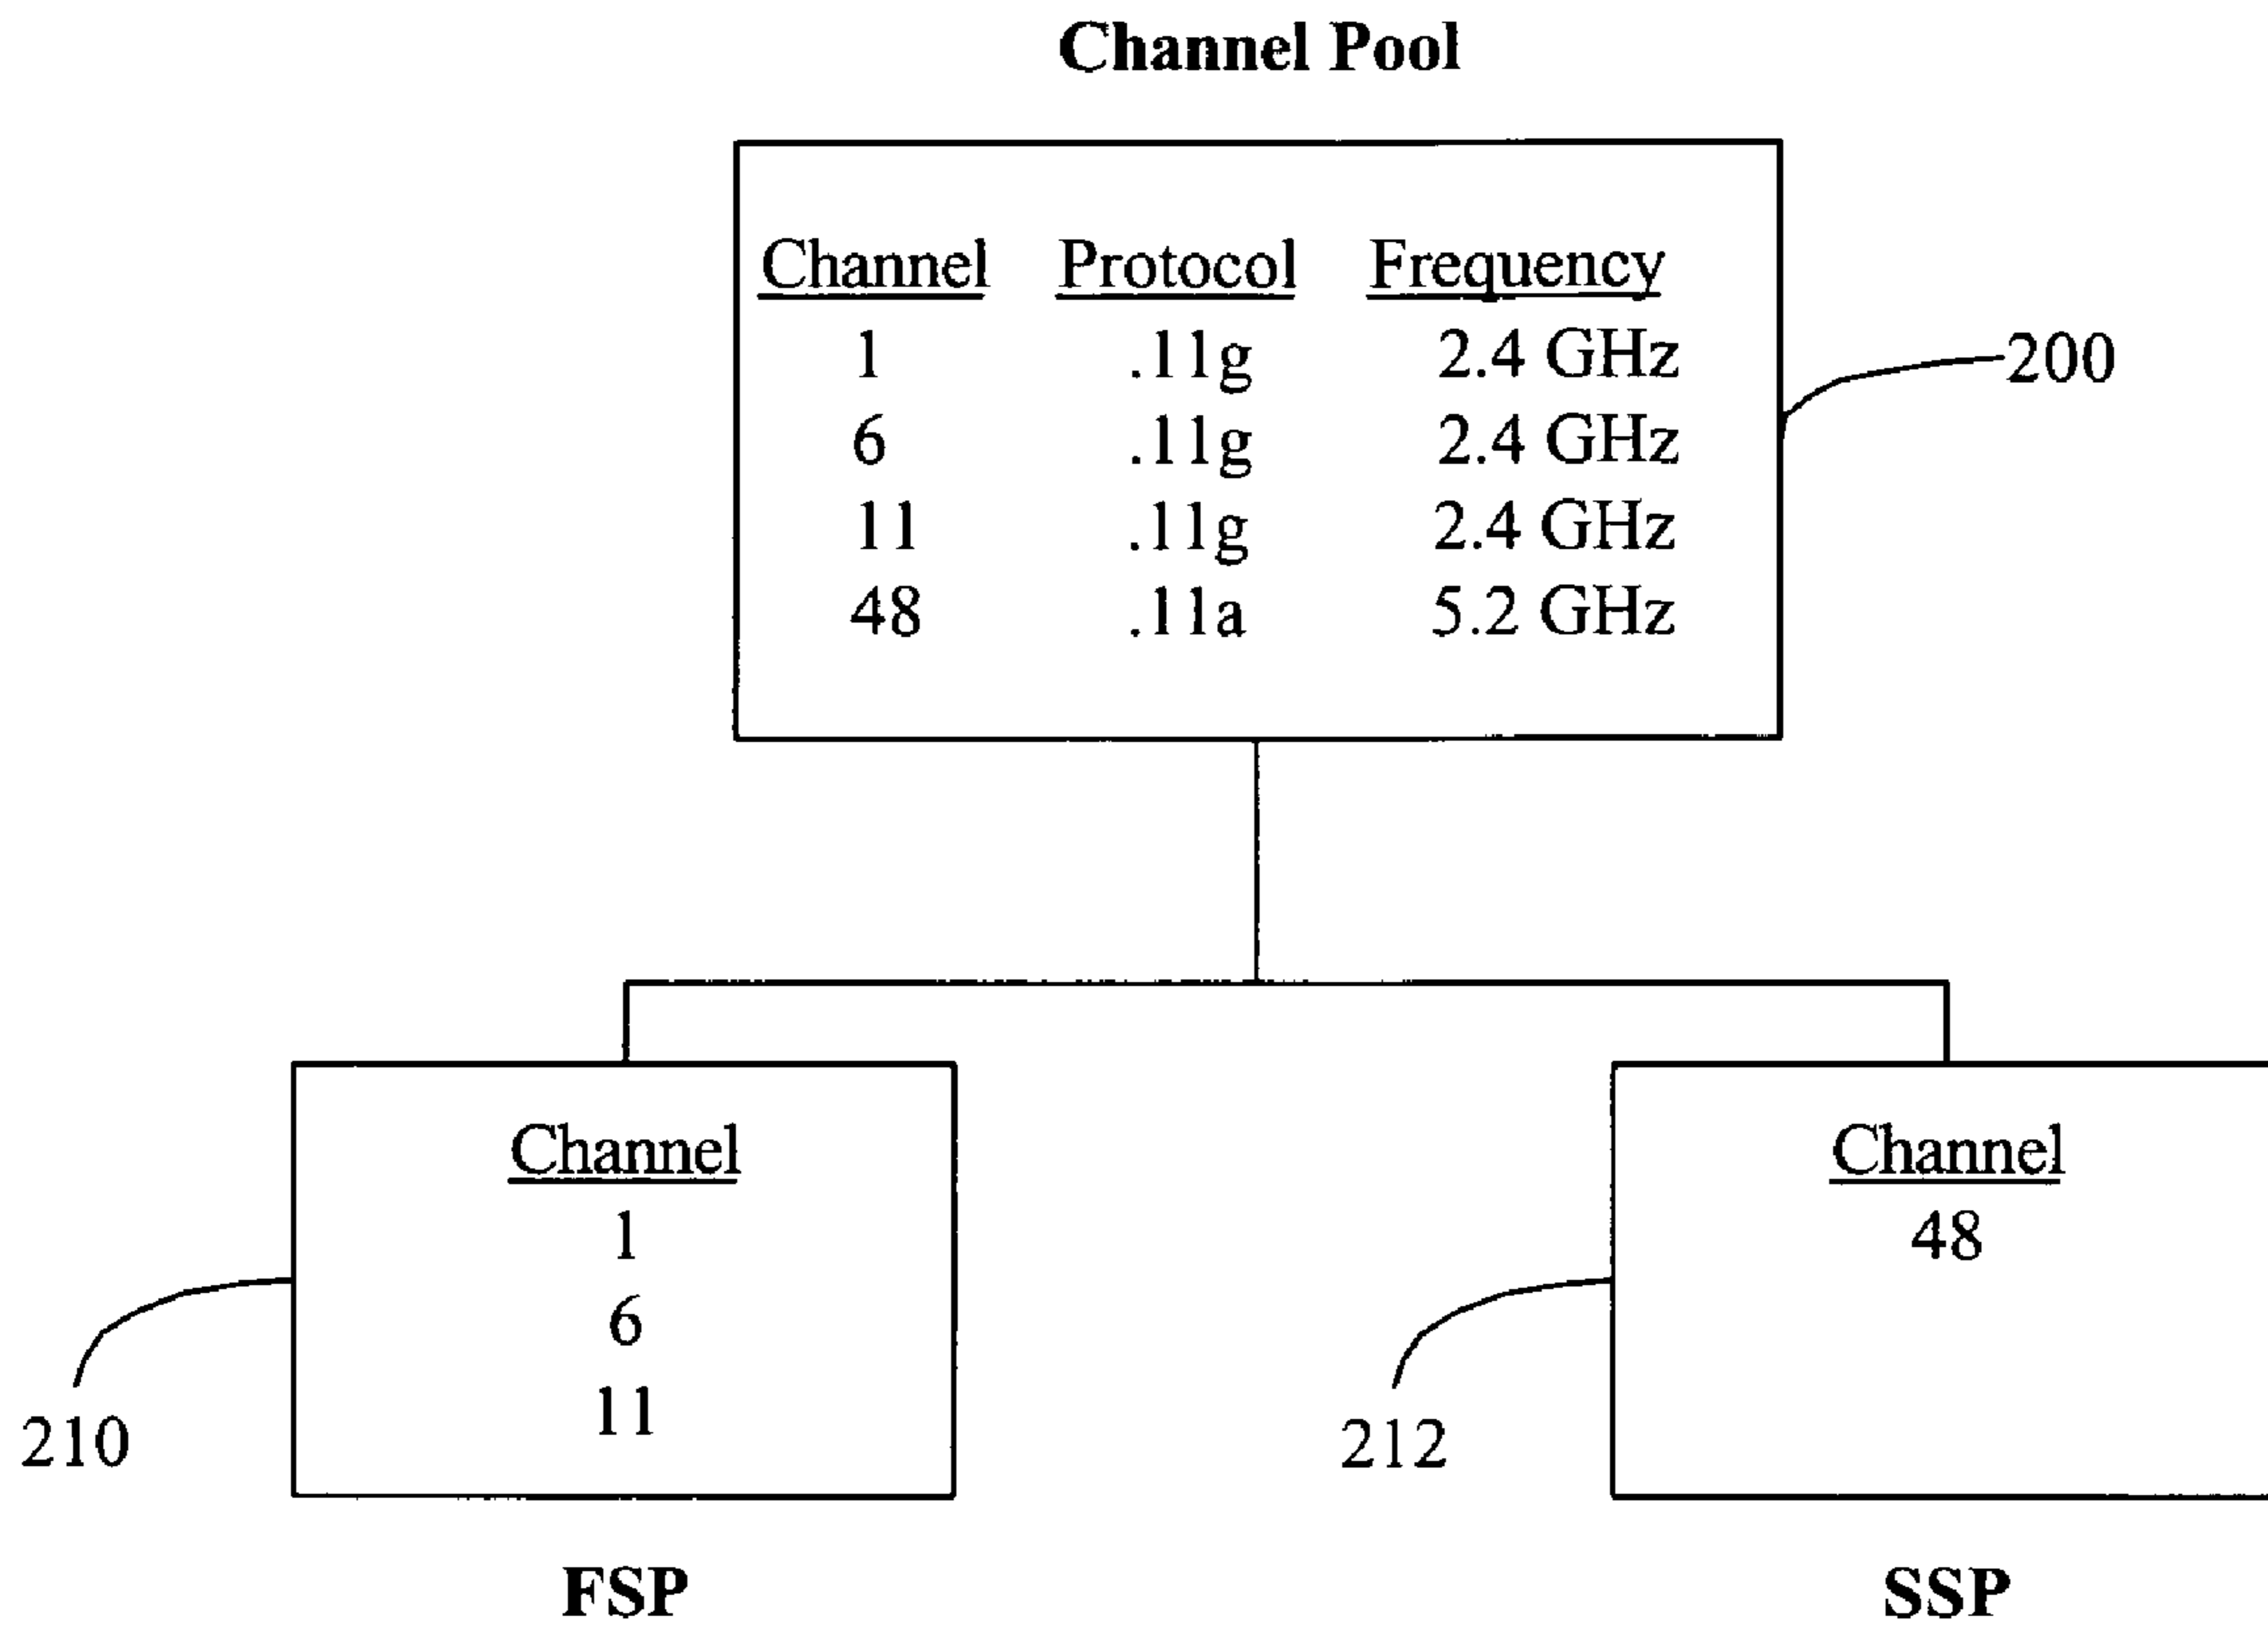 Channel Pool
Channel Protocol Frequency
1 .11g 2.4 GHz
6 .11g 2.4 GHz
11 .11g 2.4 GHz
48 .11a 5.2 GHz
200
Channel
1
6
11
210
FSP
Channel
48
212
SSP